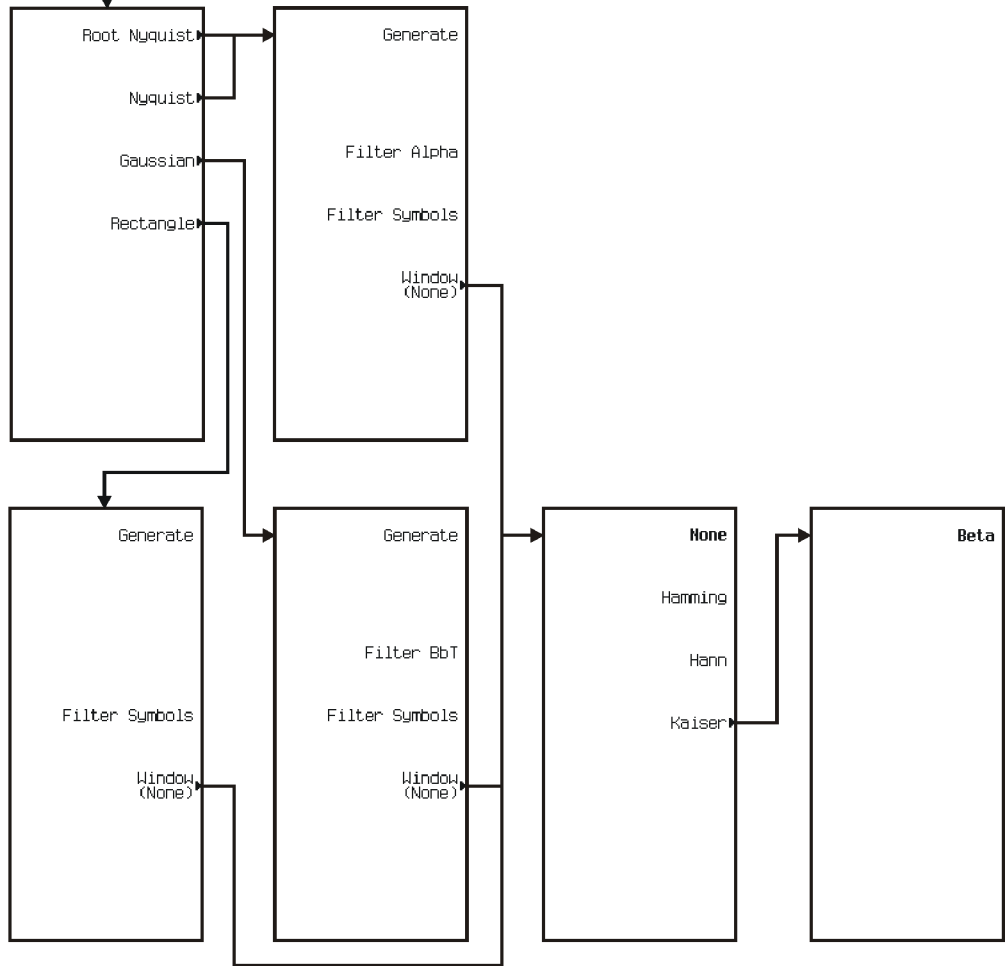 Root Nyquist
Nyquist
Gaussian
Rectangle
Generate
Filter Alpha
Filter Symbols
Window
(None)
Generate
Filter Symbols
Window
(None)
Generate
Filter BbT
Filter Symbols
Window
(None)
None
Hamming
Hann
Kaiser
Beta